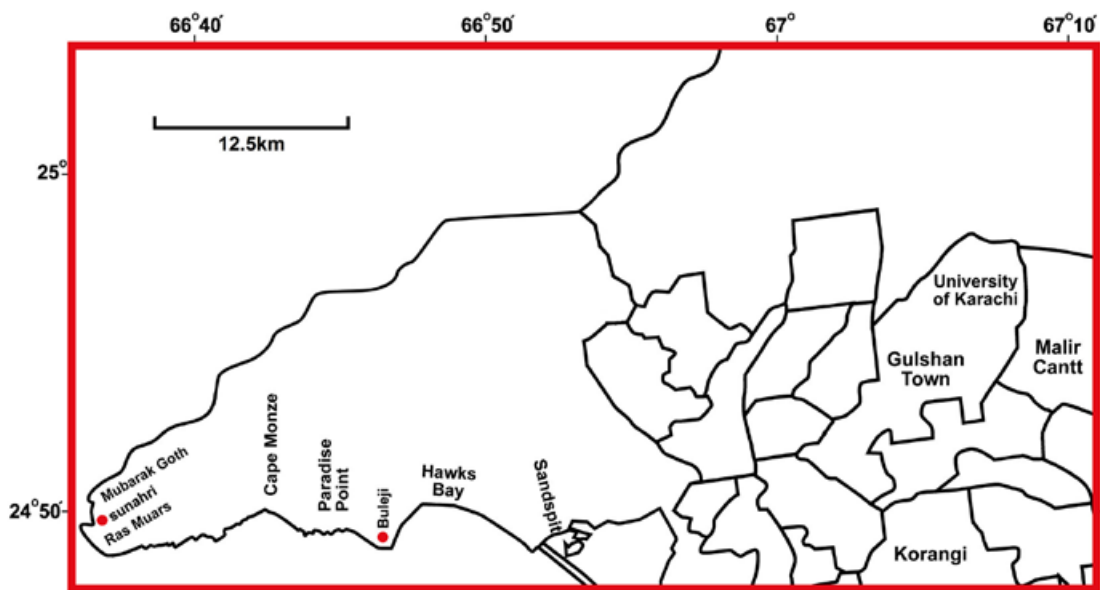 66°40′
66°50′
67°
67°10′
12.5km
25°
24°50′
University
of Karachi
Malir
Cantt
Gulshan
Town
Cape Monze
Paradise
Point
Hawks
Bay
Sandspit
Buleji
Mubarak Goth
sunahri
Ras Muars
Korangi